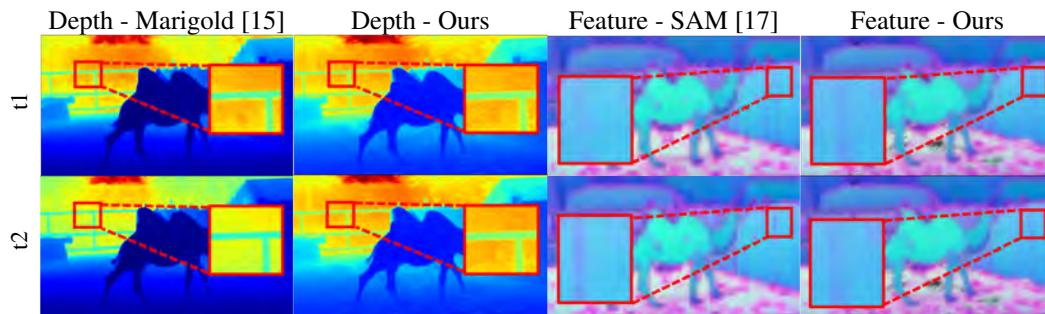 Depth - Marigold [15] Depth - Ours Feature - SAM [17] Feature - Ours
t1
t2